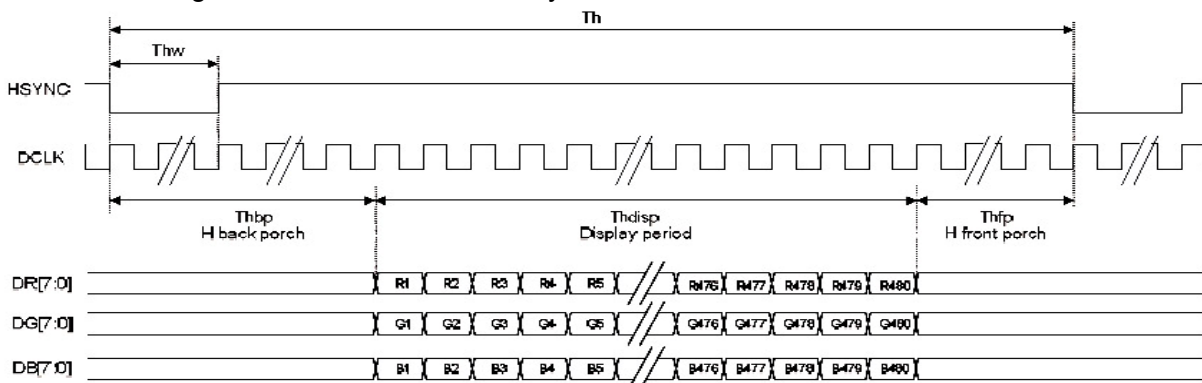 Th
Thw
HSYNC
DCLK
Thbp Thdisp Thfp
H back porch Display period H front porch
DR[7:0] R1 R2 R3 R4 R5 R476 R477 R478 R479 R480
DG[7:0] G1 G2 G3 G4 G5 G476 G477 G478 G479 G480
DB[7:0] B1 B2 B3 B4 B5 B476 B477 B478 B479 B480